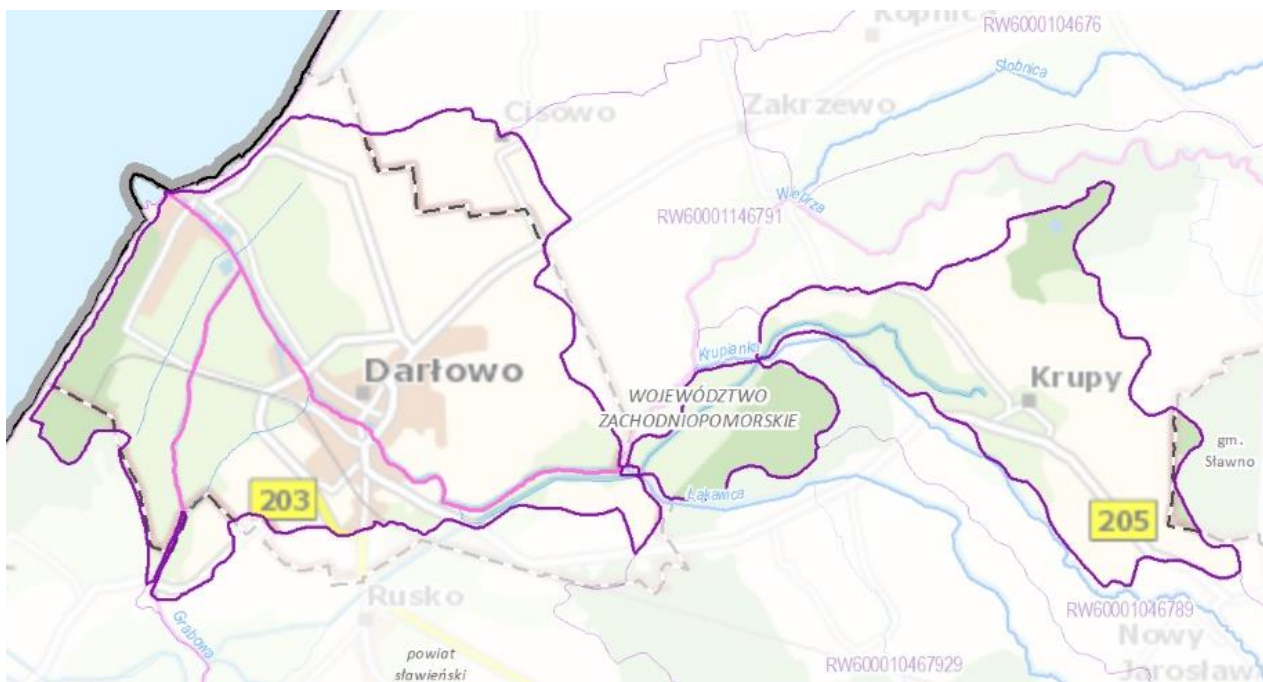 Kopnica
RW6000104676
Słobnica
Cisowo
Zakrzewo
Wieprza
RW60001146791
Krupianka
Darłowo
WOJEWÓDZTWO
ZACHODNIOPOMORSKIE
Krupy
gm.
Sławno
Łąkawica
203
205
Rusko
Grabowa
RW60001046789
Nowy
Jarosław
powiat
sławieński
RW600010467929